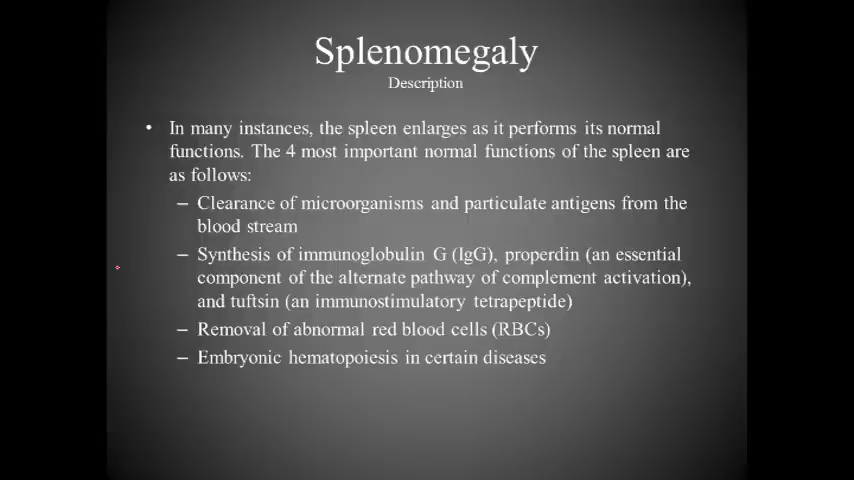 Splenomegaly
Description
• In many instances, the spleen enlarges as it performs its normal
functions. The 4 most important normal functions of the spleen are
as follows:
– Clearance of microorganisms and particulate antigens from the
blood stream
– Synthesis of immunoglobulin G (IgG), properdin (an essential
component of the alternate pathway of complement activation),
and tuftsin (an immunostimulatory tetrapeptide)
– Removal of abnormal red blood cells (RBCs)
– Embryonic hematopoiesis in certain diseases